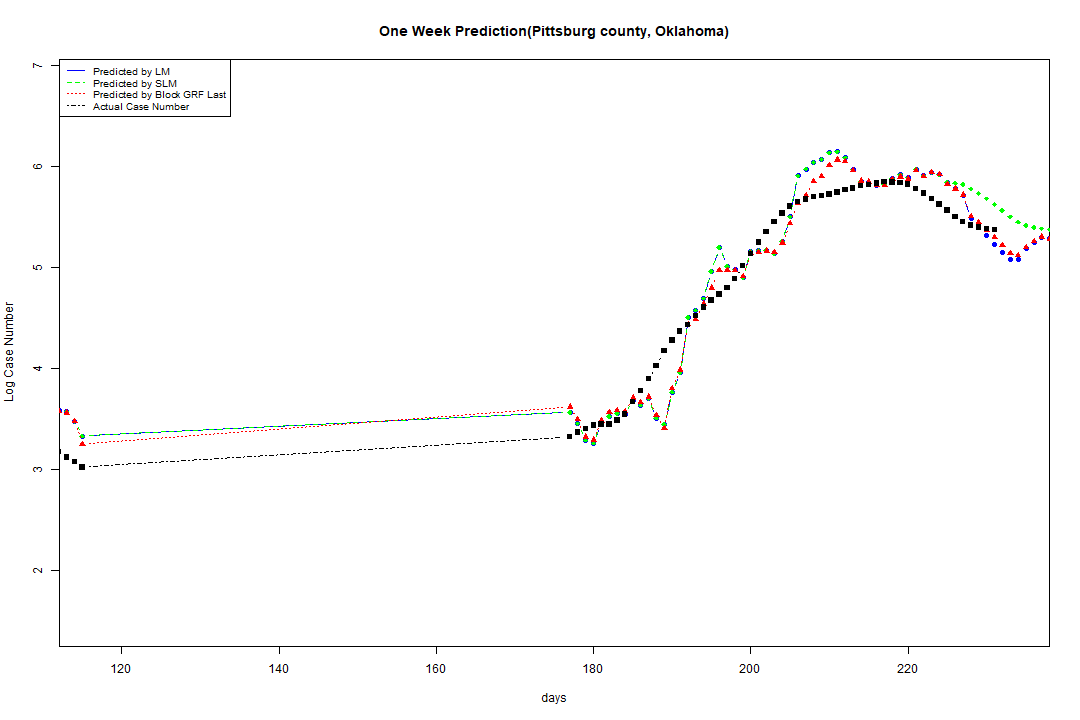 One Week Prediction(Pittsburg county, Oklahoma)
Predicted by LM
Predicted by SLM
Predicted by Block GRF Last
Actual Case Number
7
6
5
4
3
2
Log Case Number
120 140 160 180 200 220
days